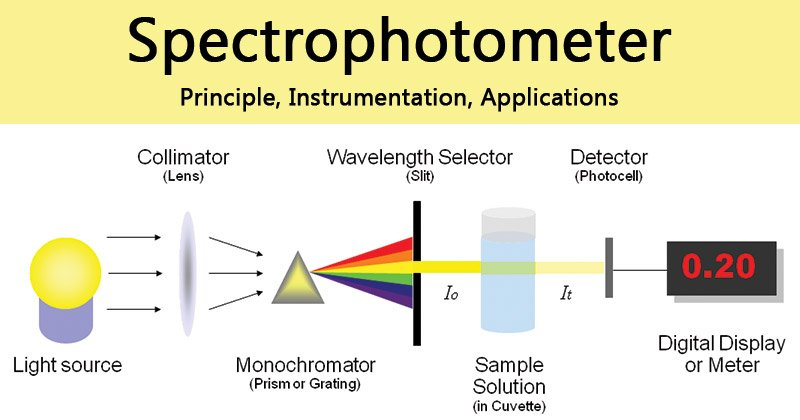 Spectrophotometer
Principle, Instrumentation, Applications
Collimator
(Lens)
Wavelength Selector
(Slit)
Detector
(Photocell)
0.20
Io
It
Light source
Monochromator
(Prism or Grating)
Sample
Solution
(in Cuvette)
Digital Display
or Meter